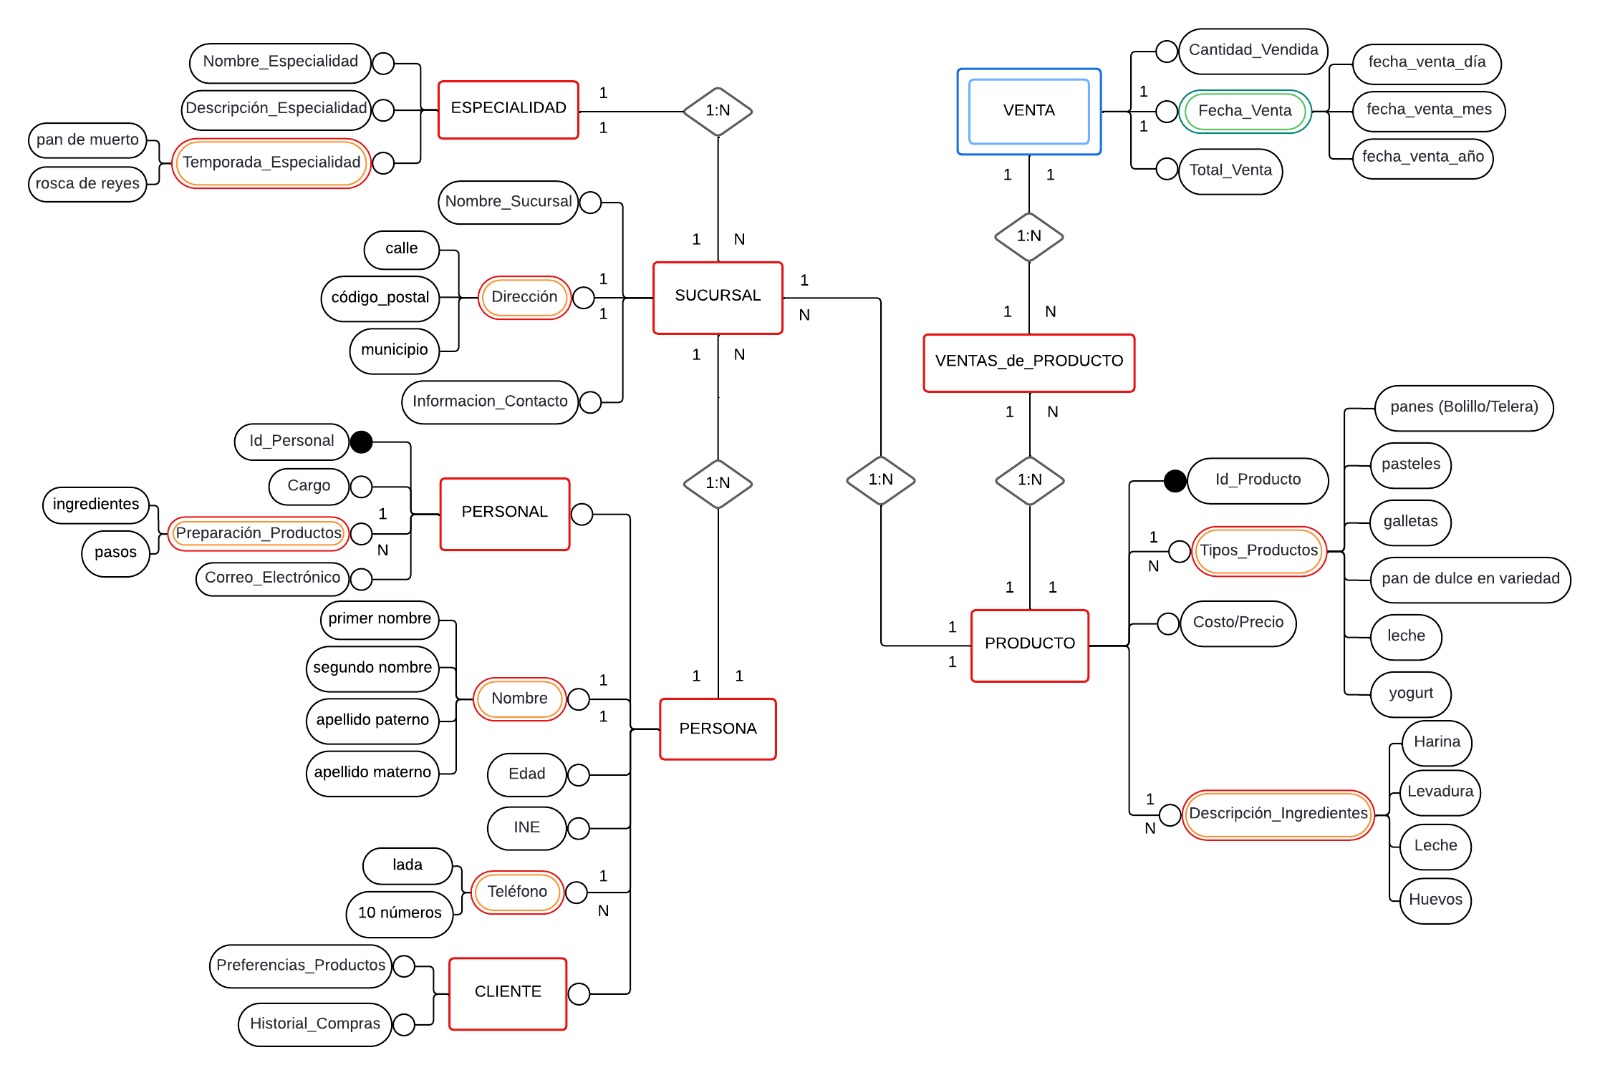 Nombre_Especialidad
Descripción_Especialidad
Temporada_Especialidad
pan de muerto
rosca de reyes
ESPECIALIDAD
1
1
1:N
Nombre_Sucursal
calle
código_postal
municipio
Dirección
1
1
Informacion_Contacto
1
N
SUCURSAL
1
N
1
N
1:N
1:N
Id_Personal
Cargo
ingredientes
pasos
Preparación_Productos
1
N
Correo_Electrónico
PERSONAL
primer nombre
segundo nombre
apellido paterno
apellido materno
Nombre
1
1
1
1
PERSONA
Edad
INE
lada
10 números
Teléfono
1
N
Preferencias_Productos
Historial_Compras
CLIENTE
VENTA
Cantidad_Vendida
1
1
Fecha_Venta
Total_Venta
fecha_venta_día
fecha_venta_mes
fecha_venta_año
1
1
1:N
1
N
VENTAS_de_PRODUCTO
1
N
1:N
1
1
1
1
PRODUCTO
Id_Producto
1
N
Tipos_Productos
Costo/Precio
panes (Bolillo/Telera)
pasteles
galletas
pan de dulce en variedad
leche
yogurt
1
N
Descripción_Ingredientes
Harina
Levadura
Leche
Huevos